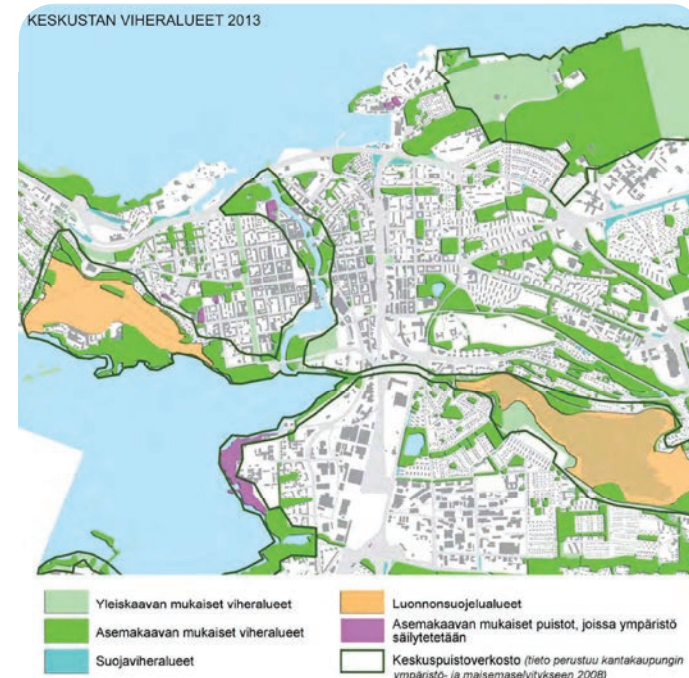 KESKUSTAN VIHERALUEET 2013
Yleiskaavan mukaiset viheralueet
Asemakaavan mukaiset viheralueet
Suojaviheralueet
Luonnonsuojelualueet
Asemakaavan mukaiset puistot, joissa ympäristö
säilytetetään
Keskuspuistoverkosto (tieto perustuu kantakaupungin
ympäristö- ja maisemaselvitykseen 2008)